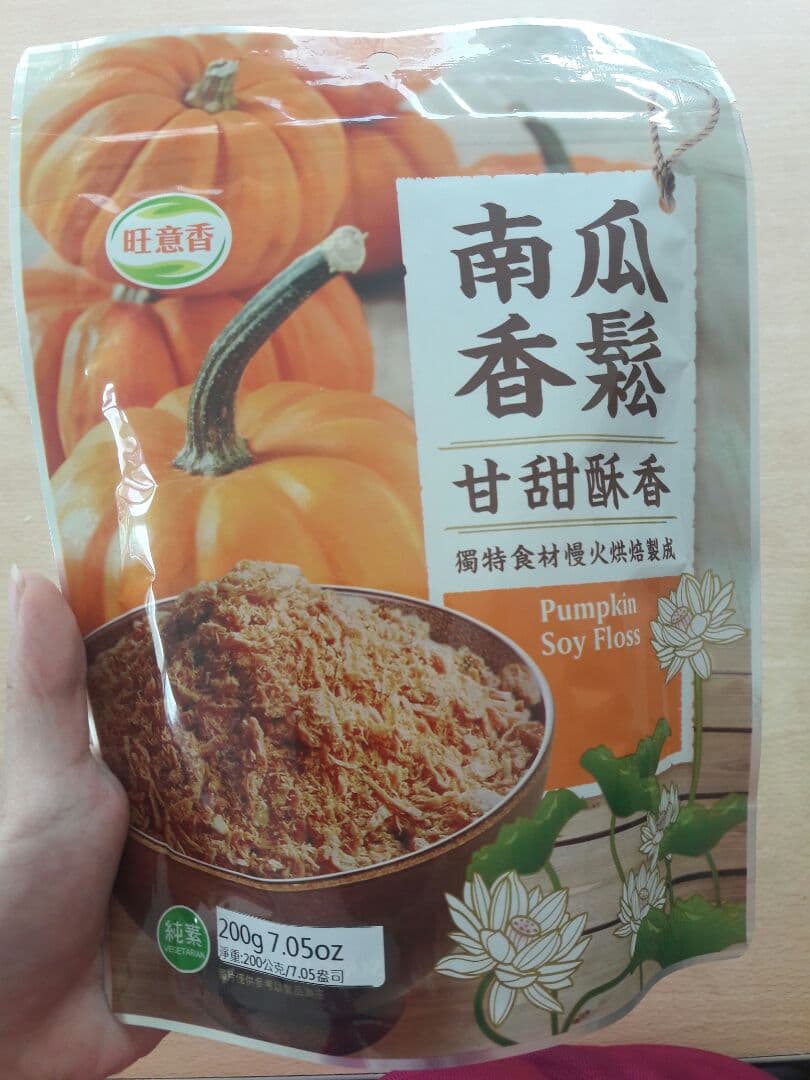 旺意香
南瓜
香鬆
甘甜酥香
獨特食材慢火烘焙製成
Pumpkin
Soy Floss
純素
VEGETARIAN
200g 7.05oz
淨重:200公克/7.05盎司